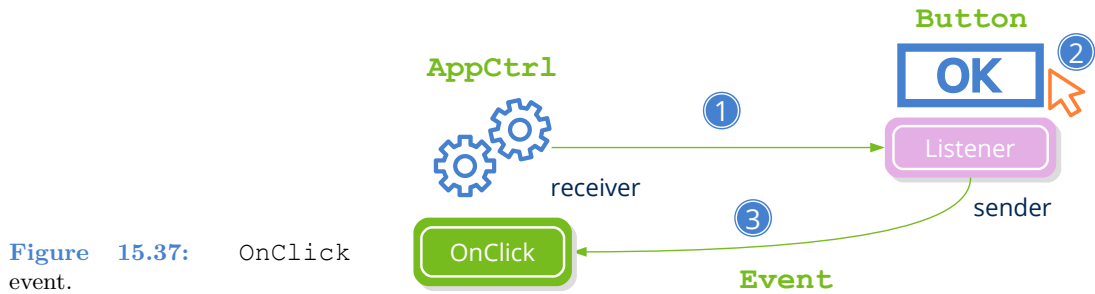 Button
OK
2
AppCtrl
1
Listener
receiver
sender
3
OnClick
Event
Figure 15.37: OnClick
event.